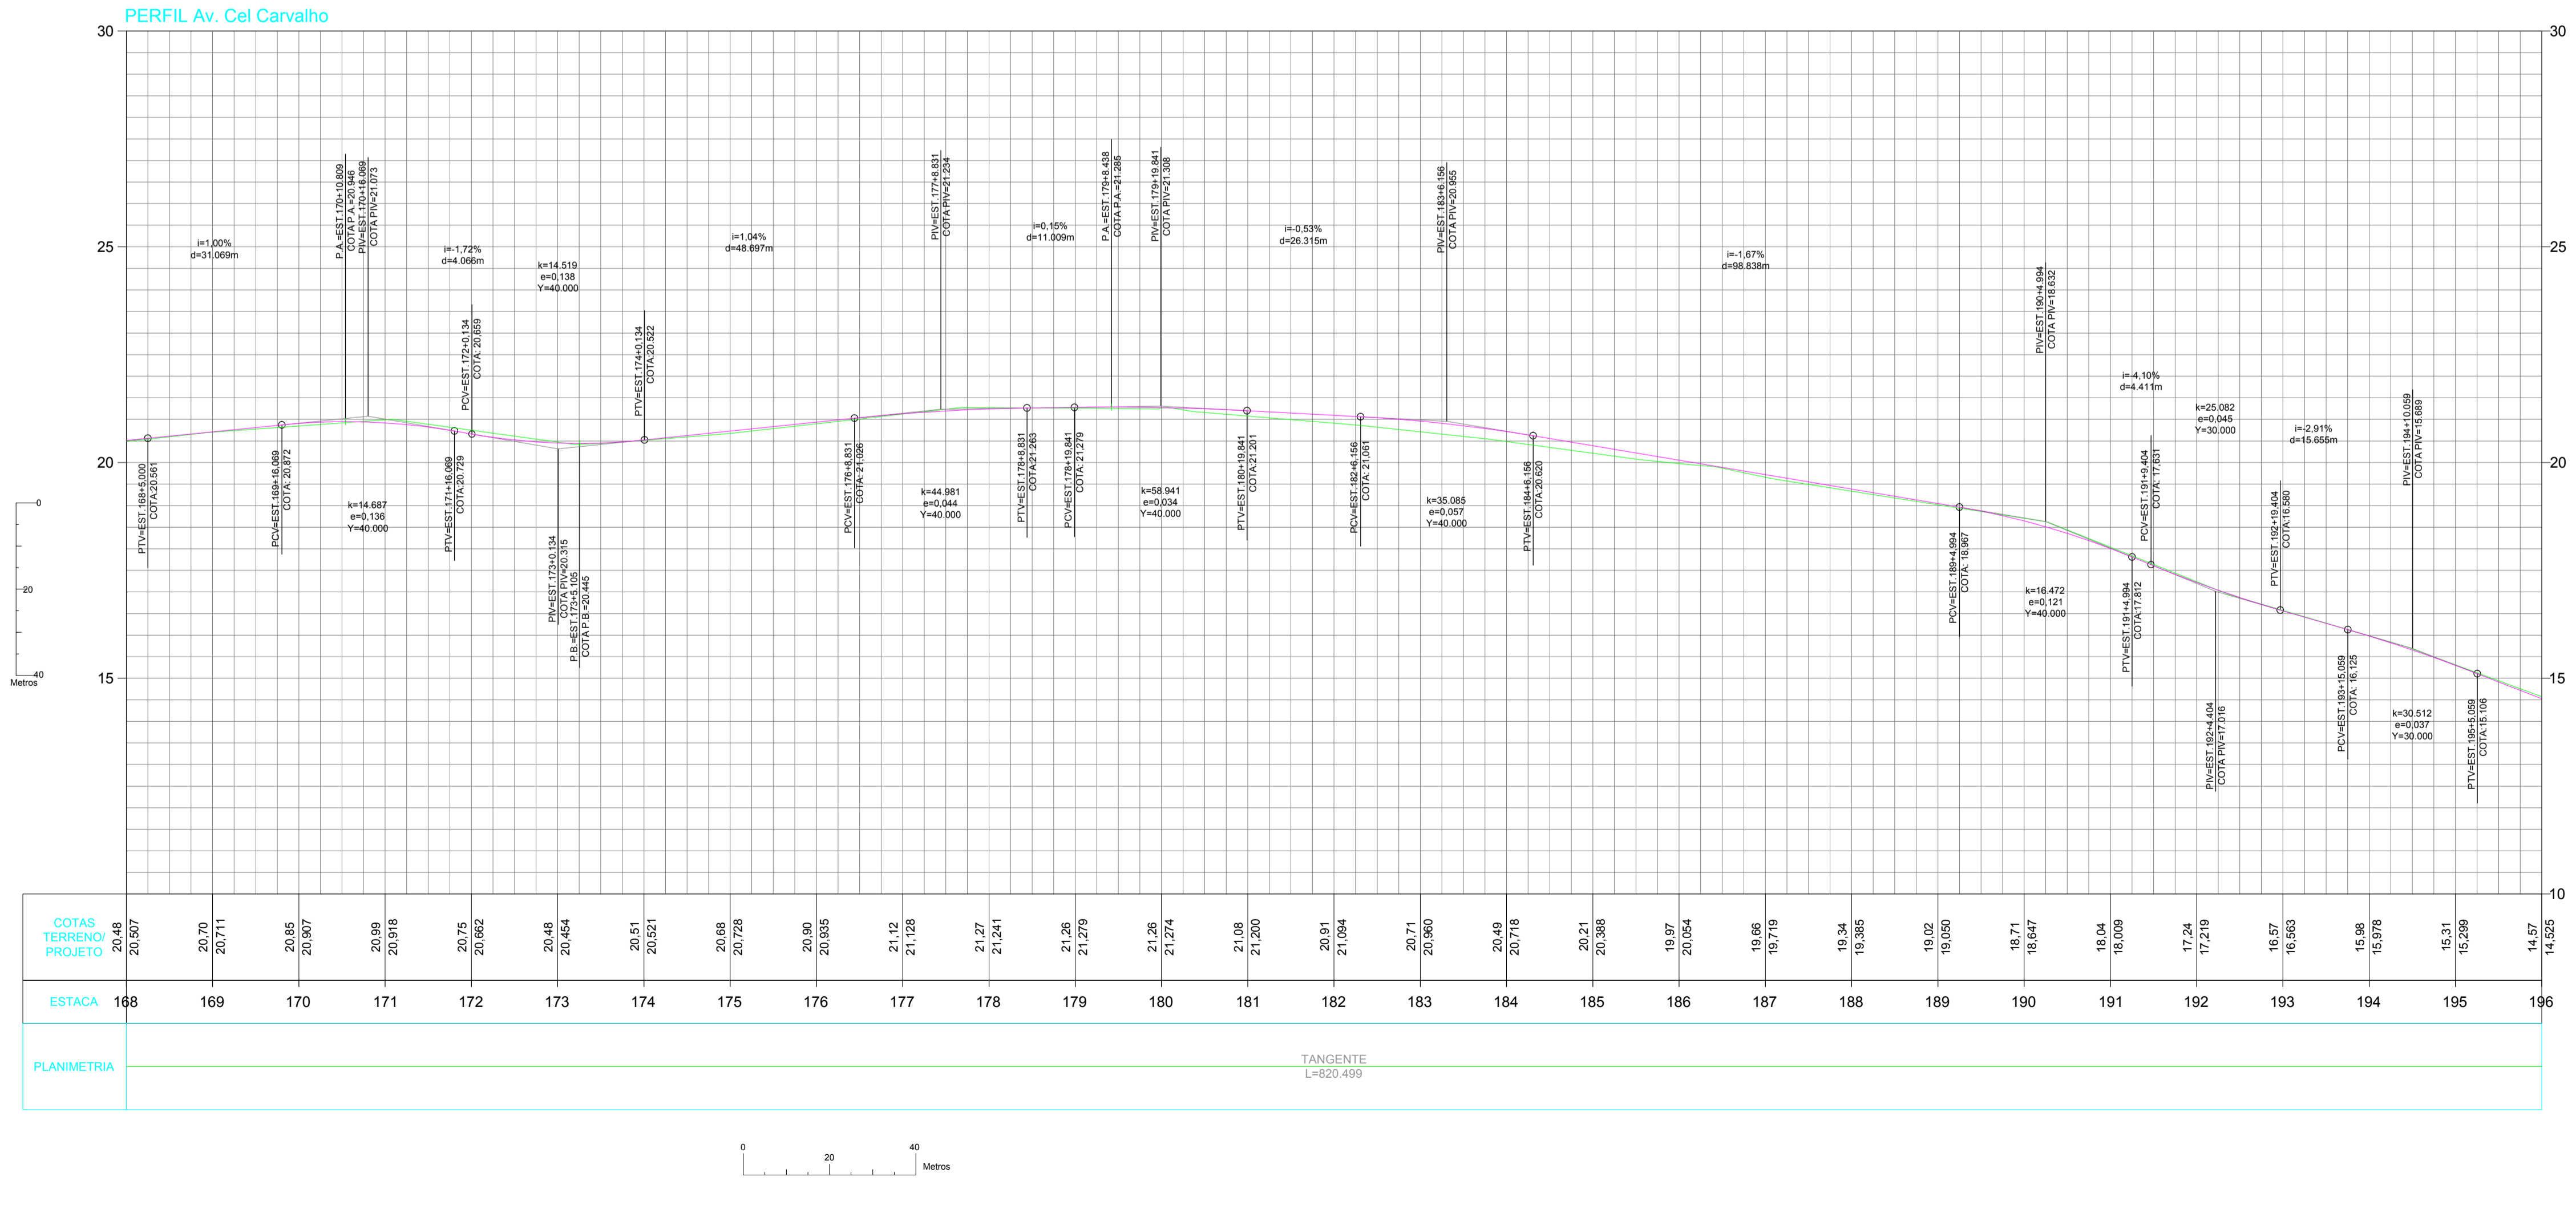 PERFIL Av. Cel Carvalho
30
30
25
25
20
20
15
15
10
10
i=1,00%
d=31.069m
PTV=EST.168+5,000
COTA:20.561
PCV=EST.169+16,069
COTA: 20,872
P.A.=EST.170+10.809
COTA P.A.=20.946
PIV=EST.170+16.069
COTA PIV=21.073
k=14.687
e=0,136
Y=40.000
i=-1,72%
d=4.066m
PTV=EST.171+16,069
COTA:20.729
PCV=EST.172+0,134
COTA: 20,659
k=14.519
e=0,138
Y=40.000
PIV=EST.173+0.134
COTA PIV=20.315
P.B.=EST.173+5.105
COTA P.B.=20.445
PTV=EST.174+0,134
COTA:20.522
i=1,04%
d=48.697m
PCV=EST.176+8,831
COTA: 21,026
PIV=EST.177+8.831
COTA PIV=21.234
k=44.981
e=0,044
Y=40.000
PTV=EST.178+8,831
COTA:21.263
i=0,15%
d=11.009m
PCV=EST.178+19,841
COTA: 21,279
P.A.=EST.179+8.438
COTA P.A.=21.285
PIV=EST.179+19.841
COTA PIV=21.308
k=58.941
e=0,034
Y=40.000
PTV=EST.180+19,841
COTA:21.201
i=-0,53%
d=26.315m
PCV=EST.182+6,156
COTA: 21,061
PIV=EST.183+6.156
COTA PIV=20.955
k=35.085
e=0,057
Y=40.000
PTV=EST.184+6,156
COTA:20.620
i=-1,67%
d=98.838m
PCV=EST.189+4,994
COTA: 18,967
PIV=EST.190+4.994
COTA PIV=18.632
k=16.472
e=0,121
Y=40.000
PTV=EST.191+4,994
COTA:17.812
i=-4,10%
d=4.411m
PCV=EST.191+9,404
COTA: 17,631
k=25.082
e=0,045
Y=30.000
PIV=EST.192+4.404
COTA PIV=17.016
PTV=EST.192+19,404
COTA:16.580
i=-2,91%
d=15.655m
PCV=EST.193+15,059
COTA: 16,125
PIV=EST.194+10.059
COTA PIV=15.689
k=30.512
e=0,037
Y=30.000
PTV=EST.195+5,059
COTA:15.106
0
20
40
Metros
COTAS
TERRENO/
PROJETO
20,48
20,507
20,70
20,711
20,85
20,907
20,99
20,918
20,75
20,662
20,48
20,454
20,51
20,521
20,68
20,728
20,90
20,935
21,12
21,128
21,27
21,241
21,26
21,279
21,26
21,274
21,08
21,200
20,91
21,094
20,71
20,960
20,49
20,718
20,21
20,388
19,97
20,054
19,66
19,719
19,34
19,385
19,02
19,050
18,71
18,647
18,04
18,009
17,24
17,219
16,57
16,563
15,98
15,978
15,31
15,299
14,57
14,525
ESTACA
168 169 170 171 172 173 174 175 176 177 178 179 180 181 182 183 184 185 186 187 188 189 190 191 192 193 194 195 196
PLANIMETRIA
TANGENTE
L=820.499
0
20
40
Metros